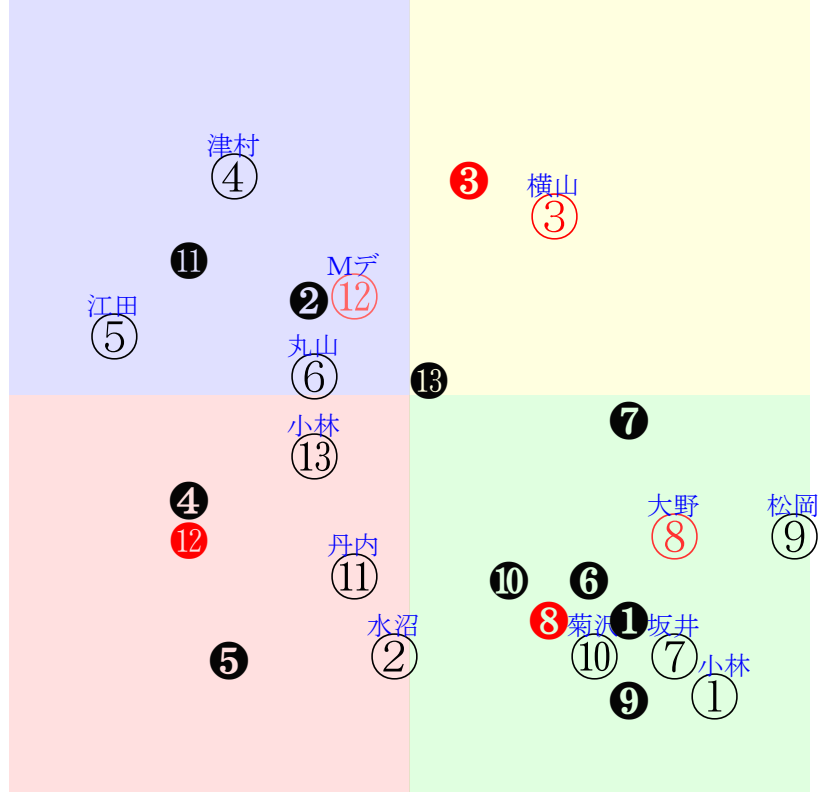 津村
④
❸
横山
③
⓫
Mデ
❷
⑫
江田
⑤
丸山
⑥
⓭
❼
小林
⑬
❹
⓬
大野
⑧
松岡
⑨
丹内
⑪
❿
❻
水沼
②
❽
菊沢
⑩
❶
坂井
⑦
❺
小林
①
❾